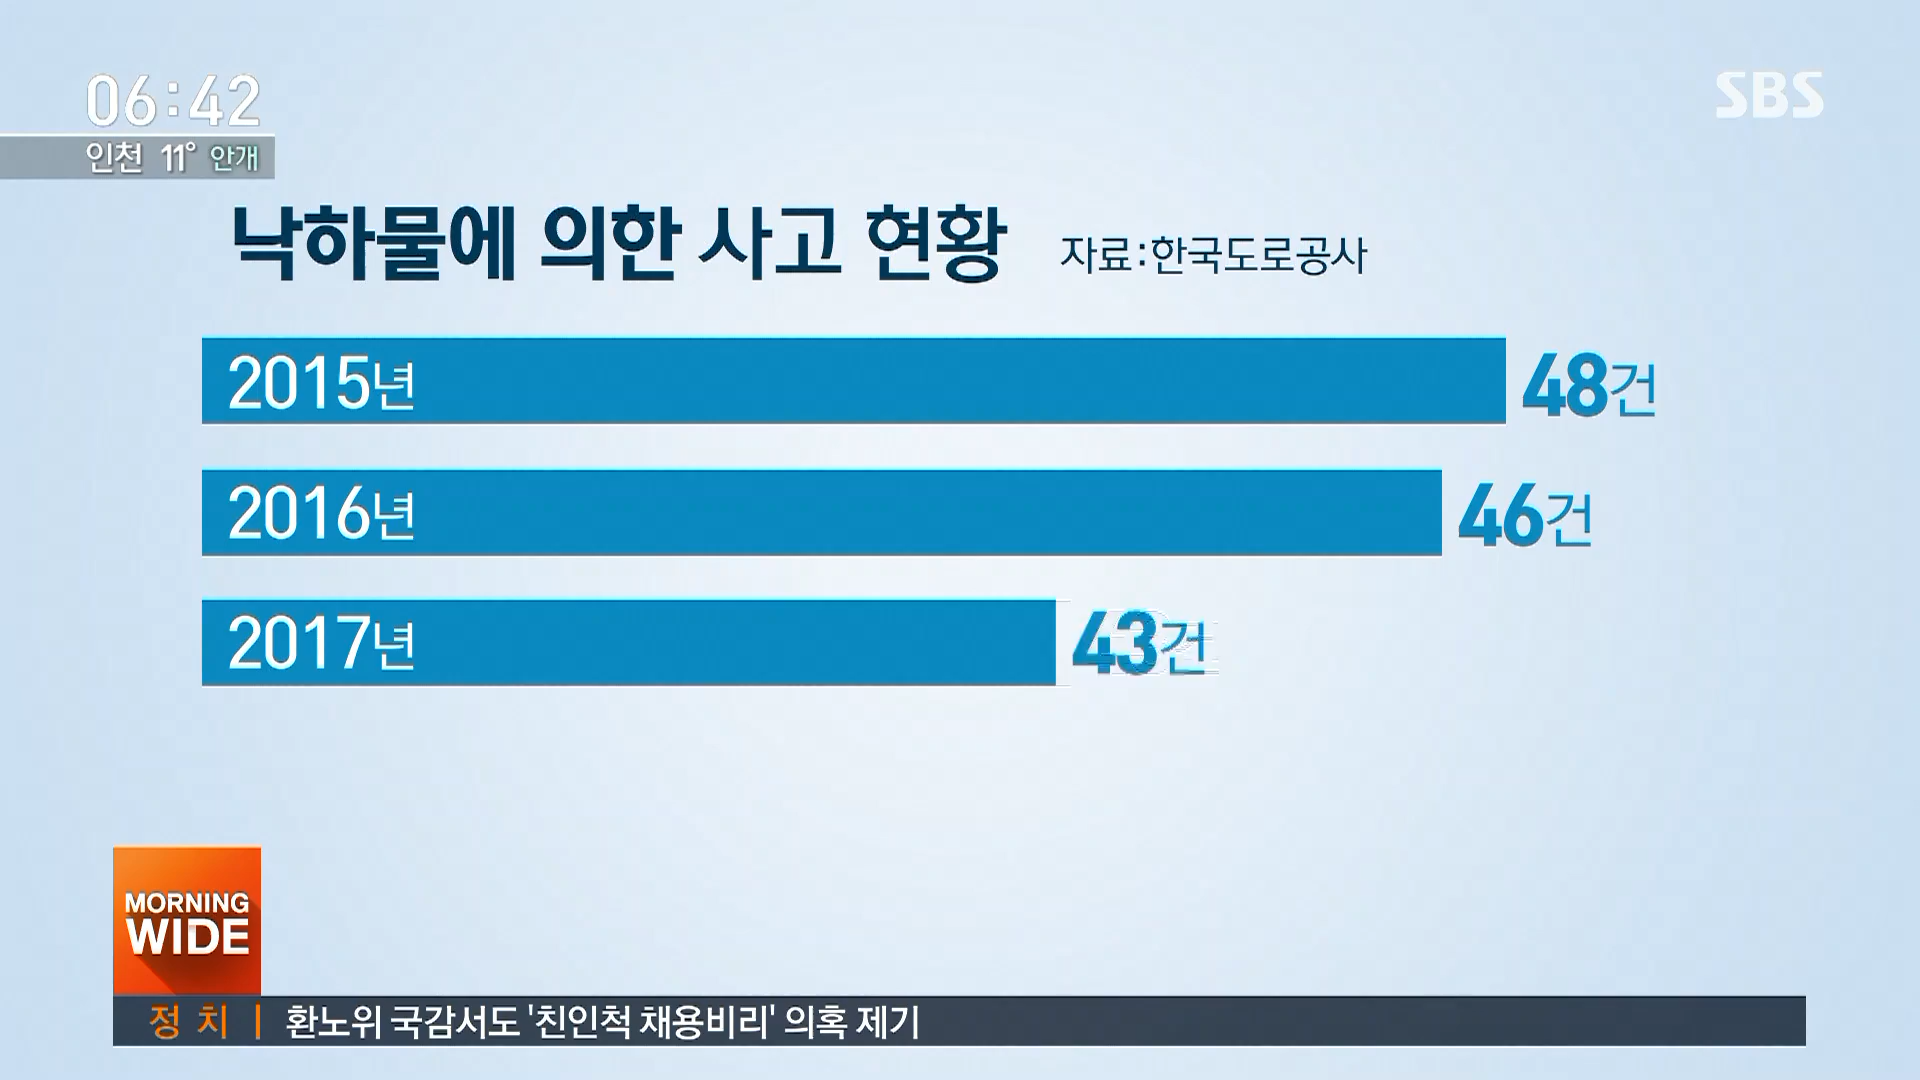 06:42
SBS
인천 11° 안개
낙하물에 의한 사고 현황 자료:한국도로공사
2015년 48건
2016년 46건
2017년 43건
MORNING
WIDE
정 치 | 환노위 국감서도 '친인척 채용비리' 의혹 제기